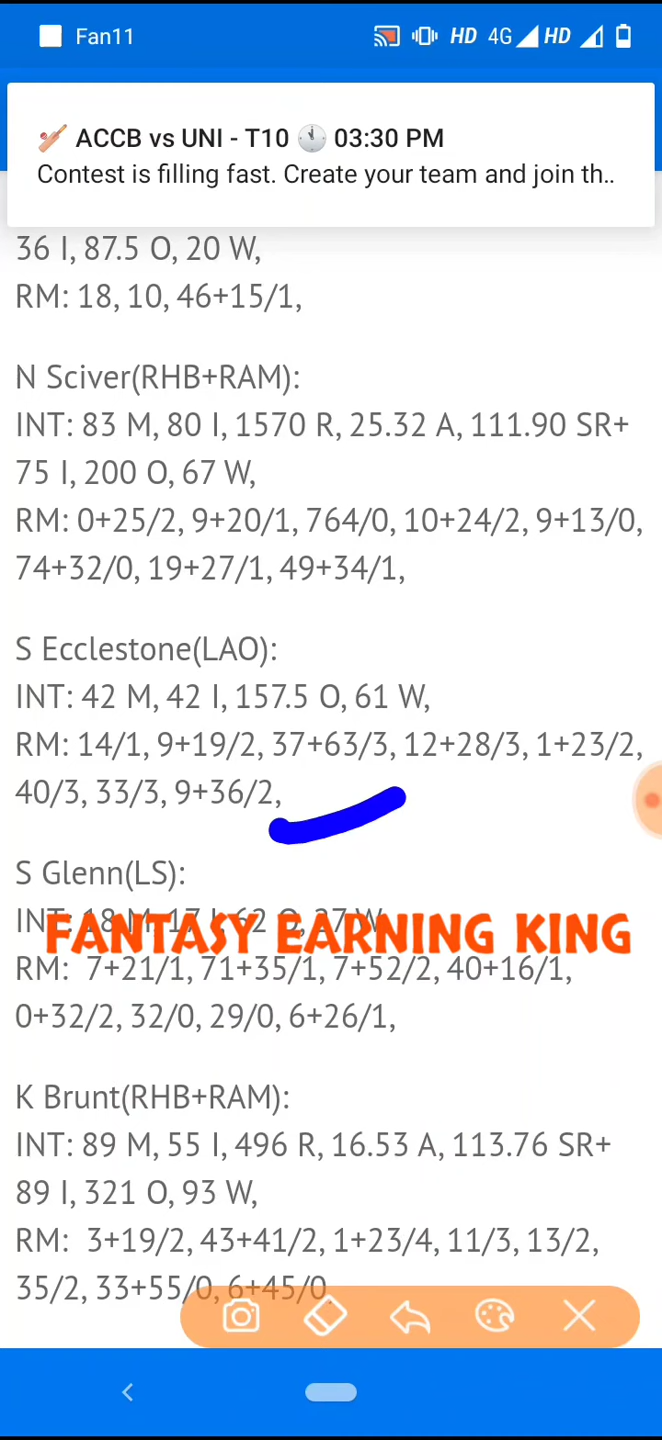 Fan11
HD 4G HD
🏏 ACCB vs UNI - T10 🕚 03:30 PM
Contest is filling fast. Create your team and join th..
36 I, 87.5 O, 20 W,
RM: 18, 10, 46+15/1,
N Sciver(RHB+RAM):
INT: 83 M, 80 I, 1570 R, 25.32 A, 111.90 SR+
75 I, 200 O, 67 W,
RM: 0+25/2, 9+20/1, 764/0, 10+24/2, 9+13/0,
74+32/0, 19+27/1, 49+34/1,
S Ecclestone(LAO):
INT: 42 M, 42 I, 157.5 O, 61 W,
RM: 14/1, 9+19/2, 37+63/3, 12+28/3, 1+23/2,
40/3, 33/3, 9+36/2,
S Glenn(LS):
INT: 18 M, 17 I, 62 O, 27 W,
FANTASY EARNING KING
RM: 7+21/1, 71+35/1, 7+52/2, 40+16/1,
0+32/2, 32/0, 29/0, 6+26/1,
K Brunt(RHB+RAM):
INT: 89 M, 55 I, 496 R, 16.53 A, 113.76 SR+
89 I, 321 O, 93 W,
RM: 3+19/2, 43+41/2, 1+23/4, 11/3, 13/2,
35/2, 33+55/0, 6+45/0